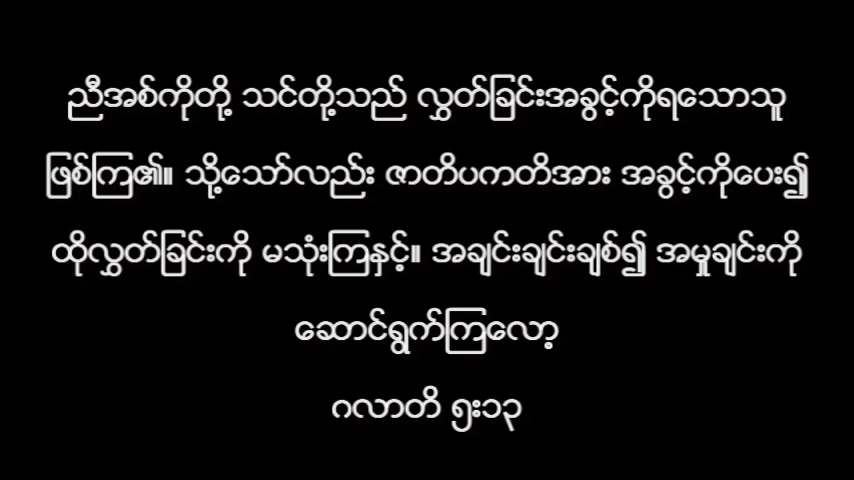 ညီအစ်ကိုတို့ သင်တို့သည် လွှတ်ခြင်းအခွင့်ကိုရသောသူ
ဖြစ်ကြ၏။ သို့သော်လည်း ဇာတိပကတိအား အခွင့်ကိုပေး၍
ထိုလွှတ်ခြင်းကို မသုံးကြနှင့်။ အချင်းချင်းချစ်၍ အမှုချင်းကို
ဆောင်ရွက်ကြလော့
ဂလာတိ ၅း၁၃